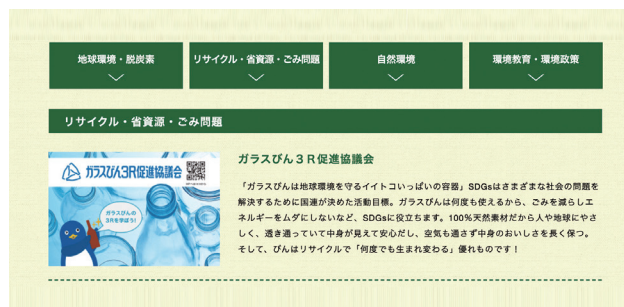 地球環境・脱炭素
リサイクル・省資源・ごみ問題
自然環境
環境教育・環境政策
リサイクル・省資源・ごみ問題
ガラスびん3R促進協議会
ガラスびんの
3Rを学ぼう!
ガラスびん3R促進協議会
「ガラスびんは地球環境を守るイイトコいっぱいの容器」SDGsはさまざまな社会の問題を
解決するために国連が決めた活動目標。ガラスびんは何度も使えるから、ごみを減らしエ
ネルギーをムダにしないなど、SDGsに役立ちます。100%天然素材だから人や地球にやさ
しく、透き通っていて中身が見えて安心だし、空気も通さず中身のおいしさを長く保つ。
そして、びんはリサイクルで「何度でも生まれ変わる」優れものです!